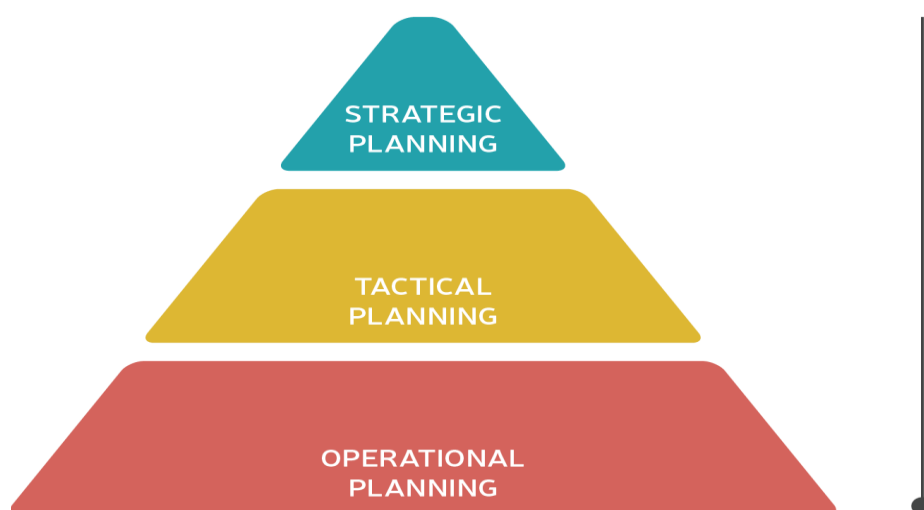 STRATEGIC
PLANNING
TACTICAL
PLANNING
OPERATIONAL
PLANNING